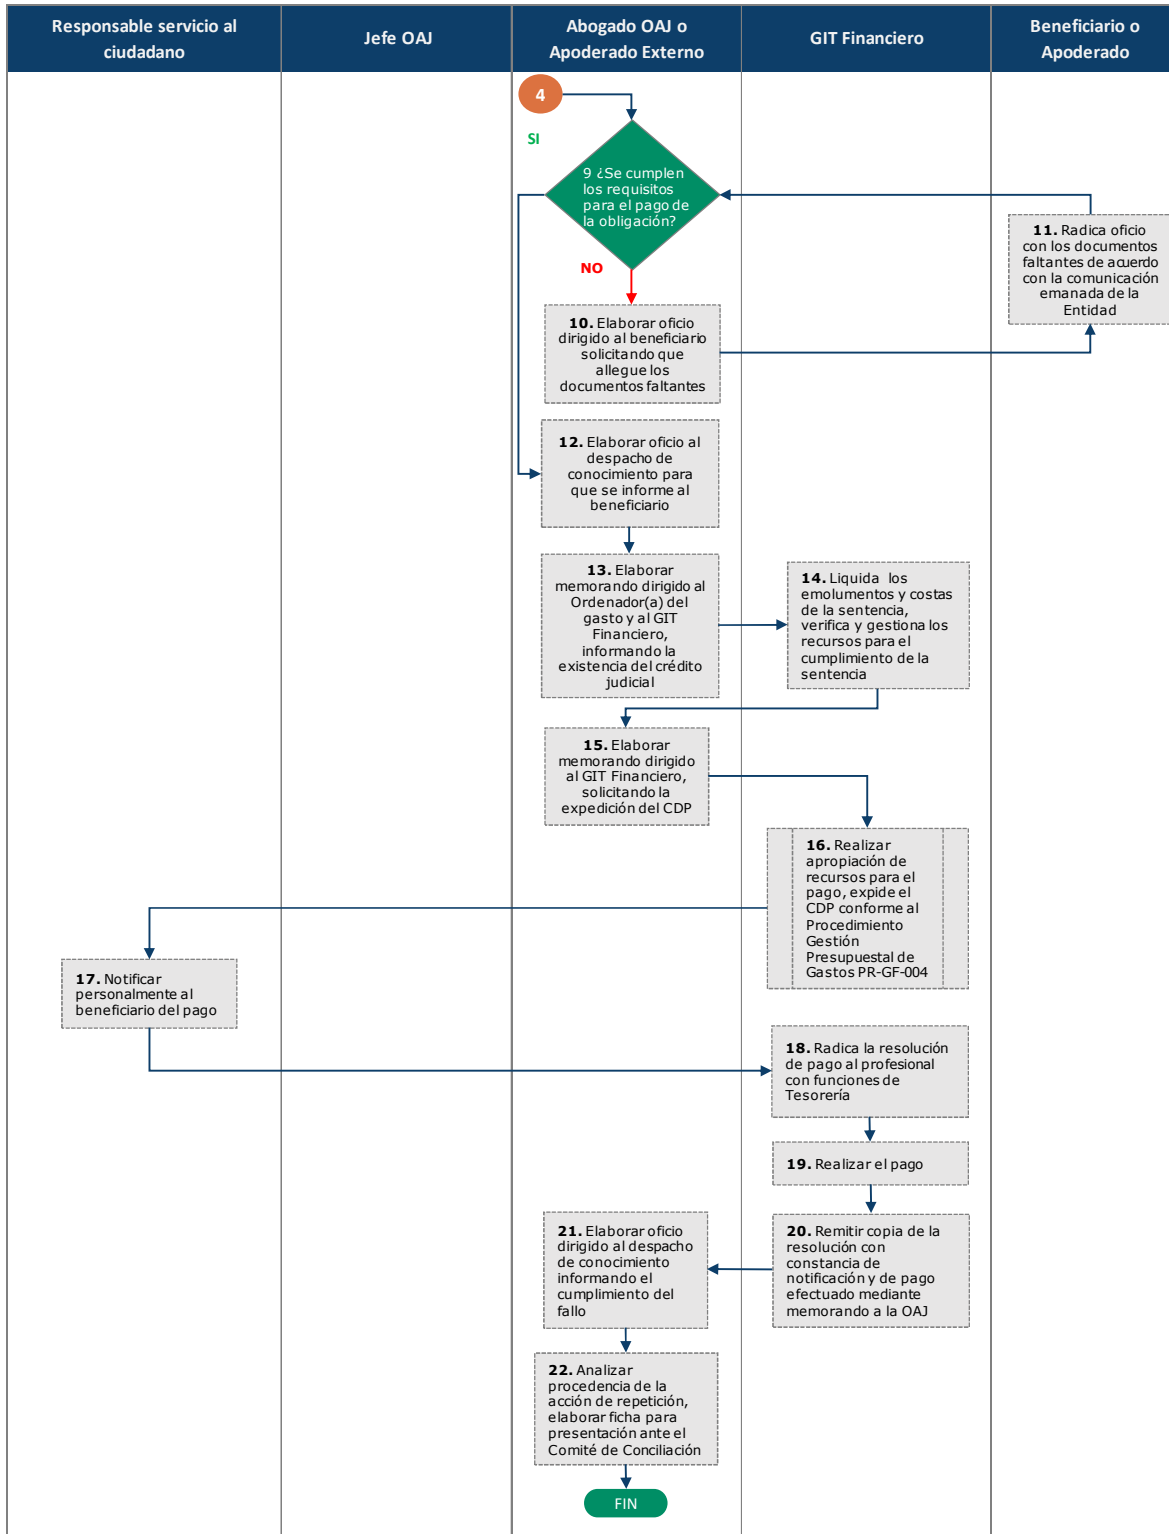 Responsable servicio al
ciudadano
Jefe OAJ
Abogado OAJ o
Apoderado Externo
GIT Financiero
Beneficiario o
Apoderado
4
SI
9 ¿Se cumplen
los requisitos
para el pago de
la obligación?
NO
11. Radica oficio
con los documentos
faltantes de acuerdo
con la comunicación
emanada de la
Entidad
10. Elaborar oficio
dirigido al beneficiario
solicitando que
allegue los
documentos faltantes
12. Elaborar oficio al
despacho de
conocimiento para
que se informe al
beneficiario
13. Elaborar
memorando dirigido al
Ordenador(a) del
gasto y al GIT
Financiero,
informando la
existencia del crédito
judicial
14. Liquida los
emolumentos y costas
de la sentencia,
verifica y gestiona los
recursos para el
cumplimiento de la
sentencia
15. Elaborar
memorando dirigido
al GIT Financiero,
solicitando la
expedición del CDP
16. Realizar
apropiación de
recursos para el
pago, expide el
CDP conforme al
Procedimiento
Gestión
Presupuestal de
Gastos PR-GF-004
17. Notificar
personalmente al
beneficiario del pago
18. Radica la resolución
de pago al profesional
con funciones de
Tesorería
19. Realizar el pago
20. Remitir copia de la
resolución con
constancia de
notificación y de pago
efectuado mediante
memorando a la OAJ
21. Elaborar oficio
dirigido al despacho
de conocimiento
informando el
cumplimiento del
fallo
22. Analizar
procedencia de la
acción de repetición,
elaborar ficha para
presentación ante el
Comité de Conciliación
FIN